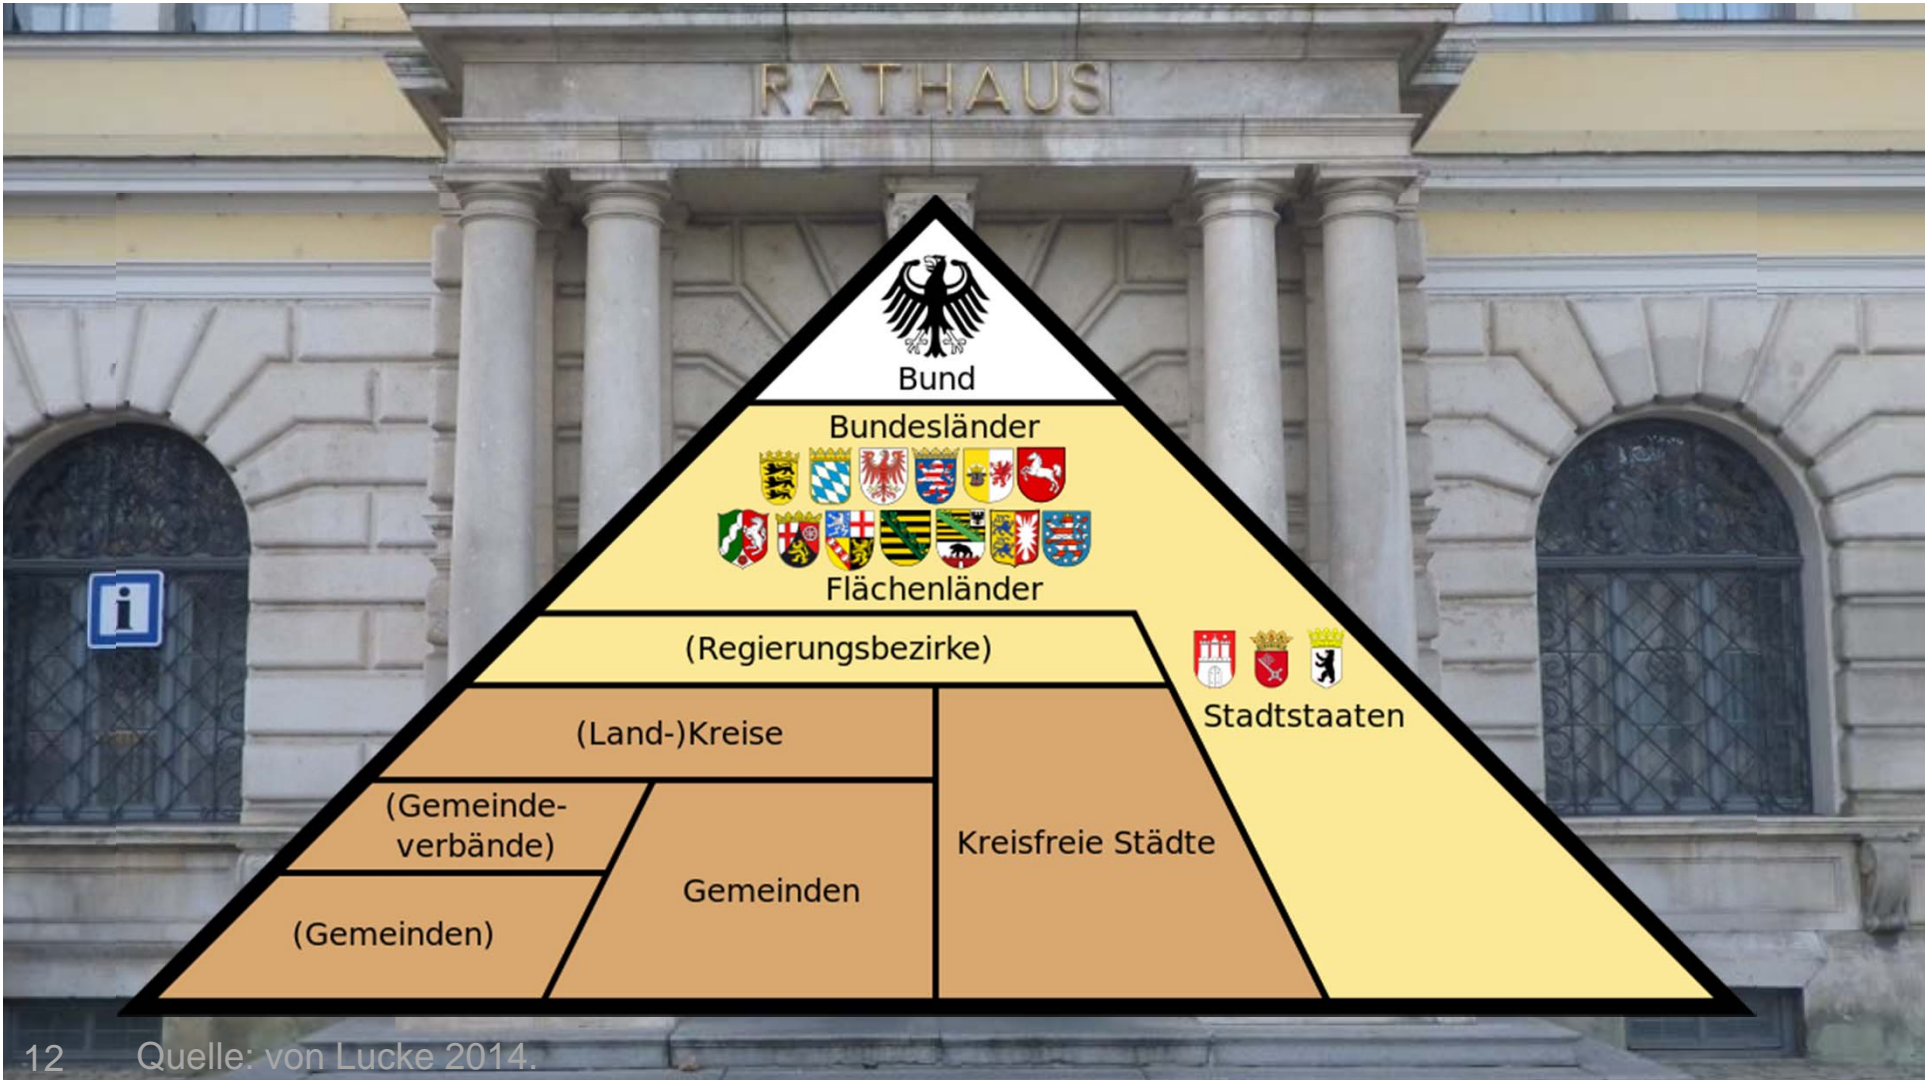 RATHAUS
Bund
Bundesländer
Flächenländer
(Regierungsbezirke)
Stadtstaaten
(Land-)Kreise
(Gemeinde-
verbände)
Kreisfreie Städte
Gemeinden
(Gemeinden)
i
12 Quelle: von Lucke 2014.